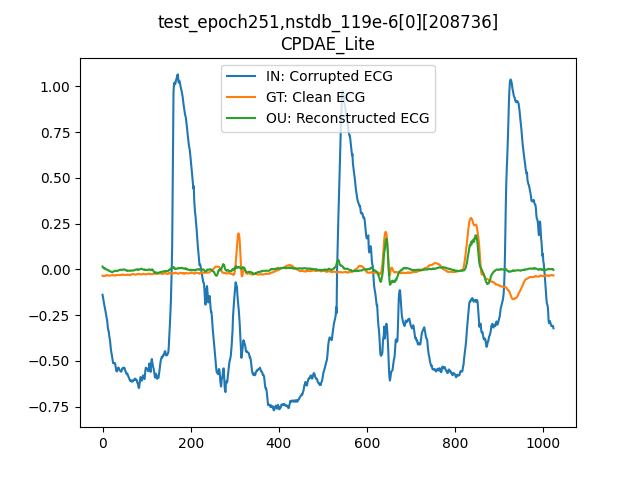 test_epoch251,nstdb_119e-6[0][208736]
CPDAE_Lite
IN: Corrupted ECG
GT: Clean ECG
OU: Reconstructed ECG
1.00
0.75
0.50
0.25
0.00
−0.25
−0.50
−0.75
0 200 400 600 800 1000